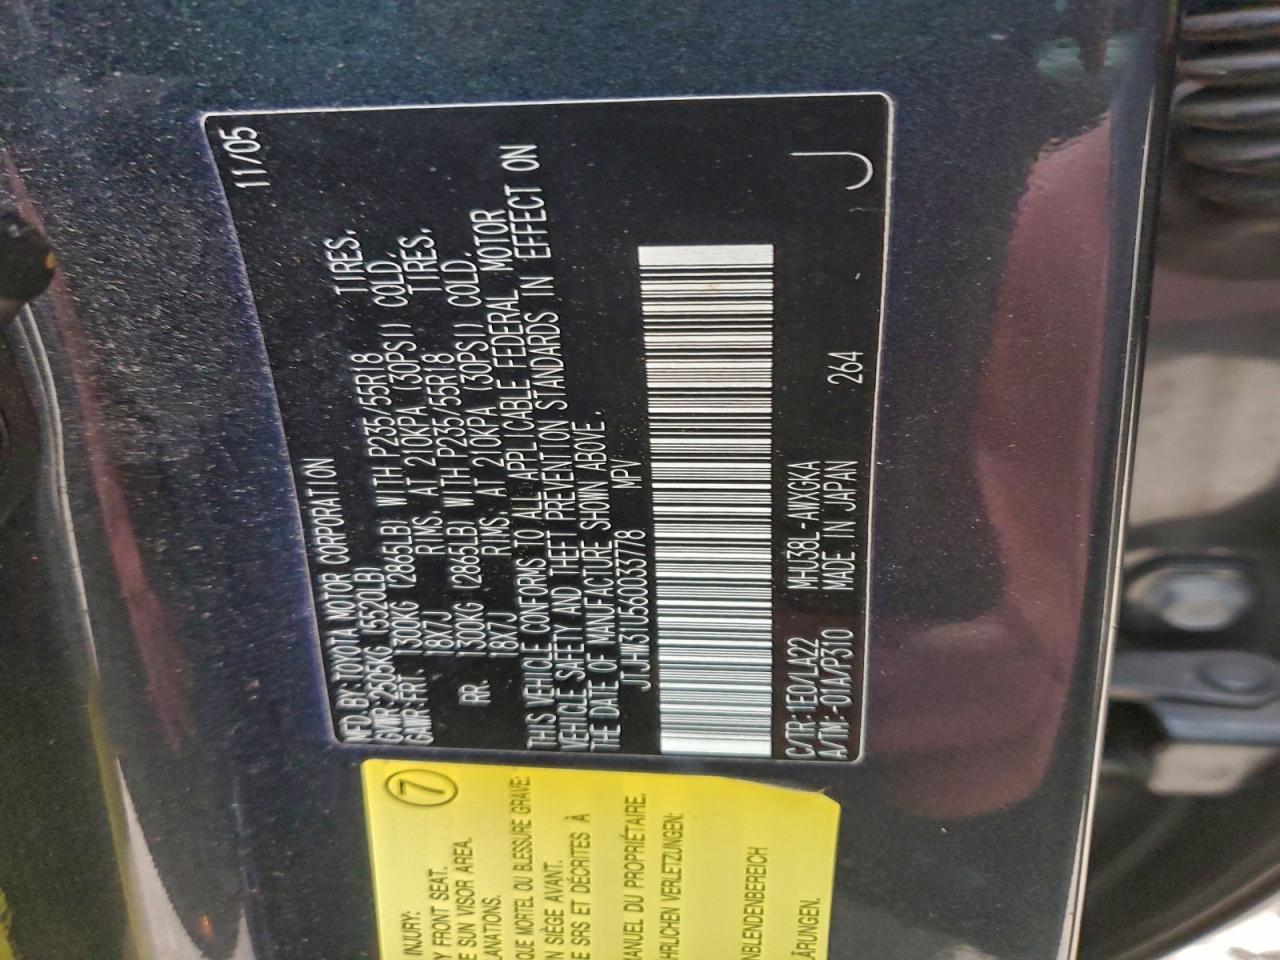 MFD.BY:TOYOTA MOTOR CORPORATION 11/05
GVWR:2505KG (5520LB)
GAWR:FRT. 1300KG (2865LB) WITH P235/55R18 TIRES.
18X7J RIMS. AT 210KPA (30PSI) COLD.
RR. 1300KG (2865LB) WITH P235/55R18 TIRES.
18X7J RIMS. AT 210KPA (30PSI) COLD.
THIS VEHICLE CONFORMS TO ALL APPLICABLE FEDERAL MOTOR
VEHICLE SAFETY AND THEFT PREVENTION STANDARDS IN EFFECT ON
THE DATE OF MANUFACTURE SHOWN ABOVE.
JTJHW31U560033778 MPV
C/TR:1E0/LA22 MHU38L-AWXGKA
A/TM:-01A/P310 MADE IN JAPAN 264 J
7
INJURY:
Y FRONT SEAT.
E SUN VISOR AREA.
LANATIONS.
QUE MORTEL OU BLESSURE GRAVE:
N SIÈGE AVANT.
E SRS ET DÉCRITES À
MANUEL DU PROPRIÉTAIRE.
HRLICHEN VERLETZUNGEN:
NBLENDENBEREICH
LÄRUNGEN.